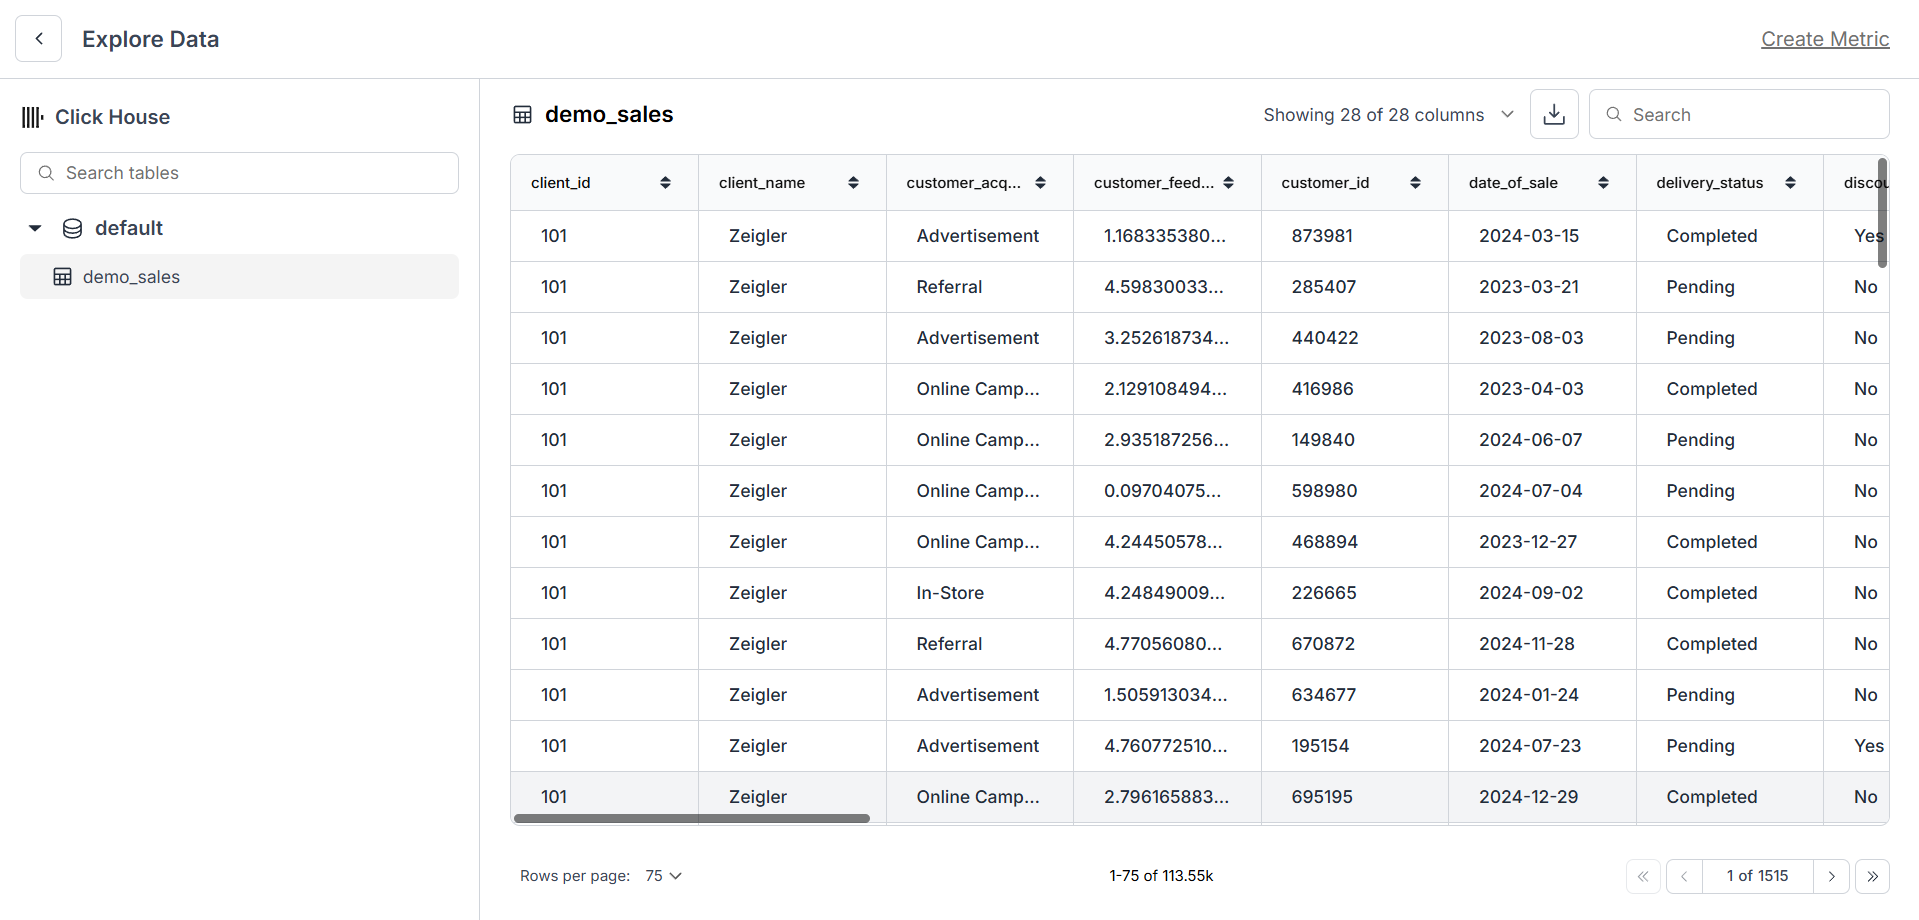 Explore Data
Create Metric
Click House
Search tables
default
demo_sales
demo_sales
Showing 28 of 28 columns
Search
client_id client_name customer_acq... customer_feed... customer_id date_of_sale delivery_status discou
101 Zeigler Advertisement 1.168335380... 873981 2024-03-15 Completed Yes
101 Zeigler Referral 4.59830033... 285407 2023-03-21 Pending No
101 Zeigler Advertisement 3.252618734... 440422 2023-08-03 Pending No
101 Zeigler Online Camp... 2.129108494... 416986 2023-04-03 Completed No
101 Zeigler Online Camp... 2.935187256... 149840 2024-06-07 Pending No
101 Zeigler Online Camp... 0.09704075... 598980 2024-07-04 Pending No
101 Zeigler Online Camp... 4.24450578... 468894 2023-12-27 Completed No
101 Zeigler In-Store 4.24849009... 226665 2024-09-02 Completed No
101 Zeigler Referral 4.77056080... 670872 2024-11-28 Completed No
101 Zeigler Advertisement 1.505913034... 634677 2024-01-24 Pending No
101 Zeigler Advertisement 4.760772510... 195154 2024-07-23 Pending Yes
101 Zeigler Online Camp... 2.796165883... 695195 2024-12-29 Completed No
Rows per page: 75
1-75 of 113.55k
1 of 1515